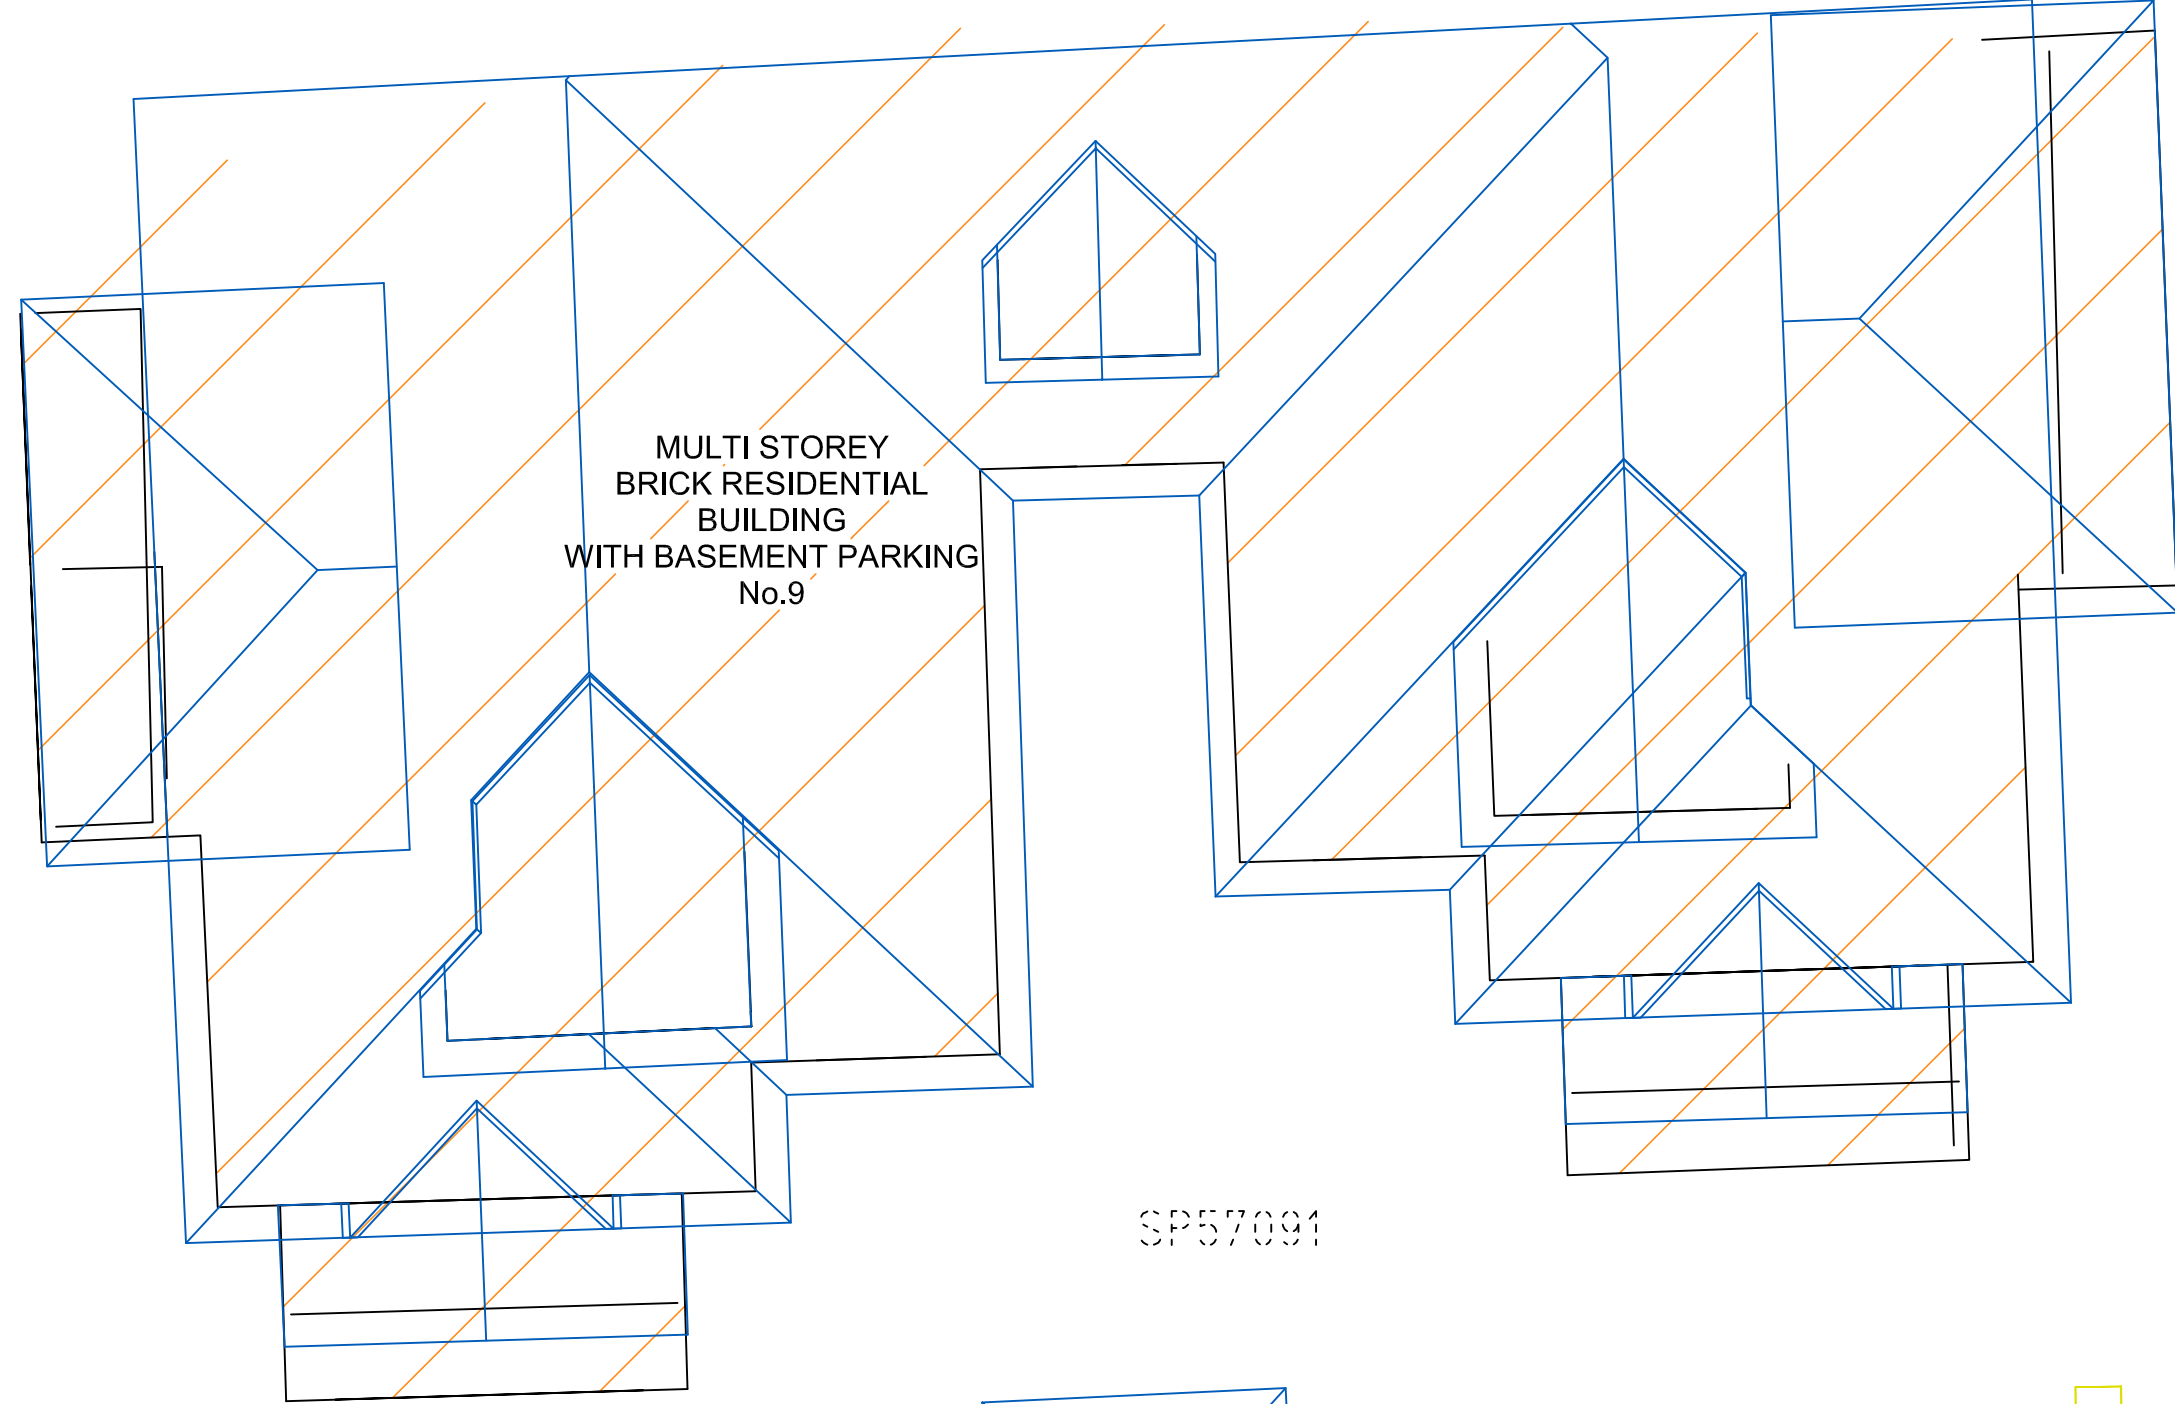 MULTI STOREY
BRICK RESIDENTIAL
BUILDING
WITH BASEMENT PARKING
No.9
SP57091